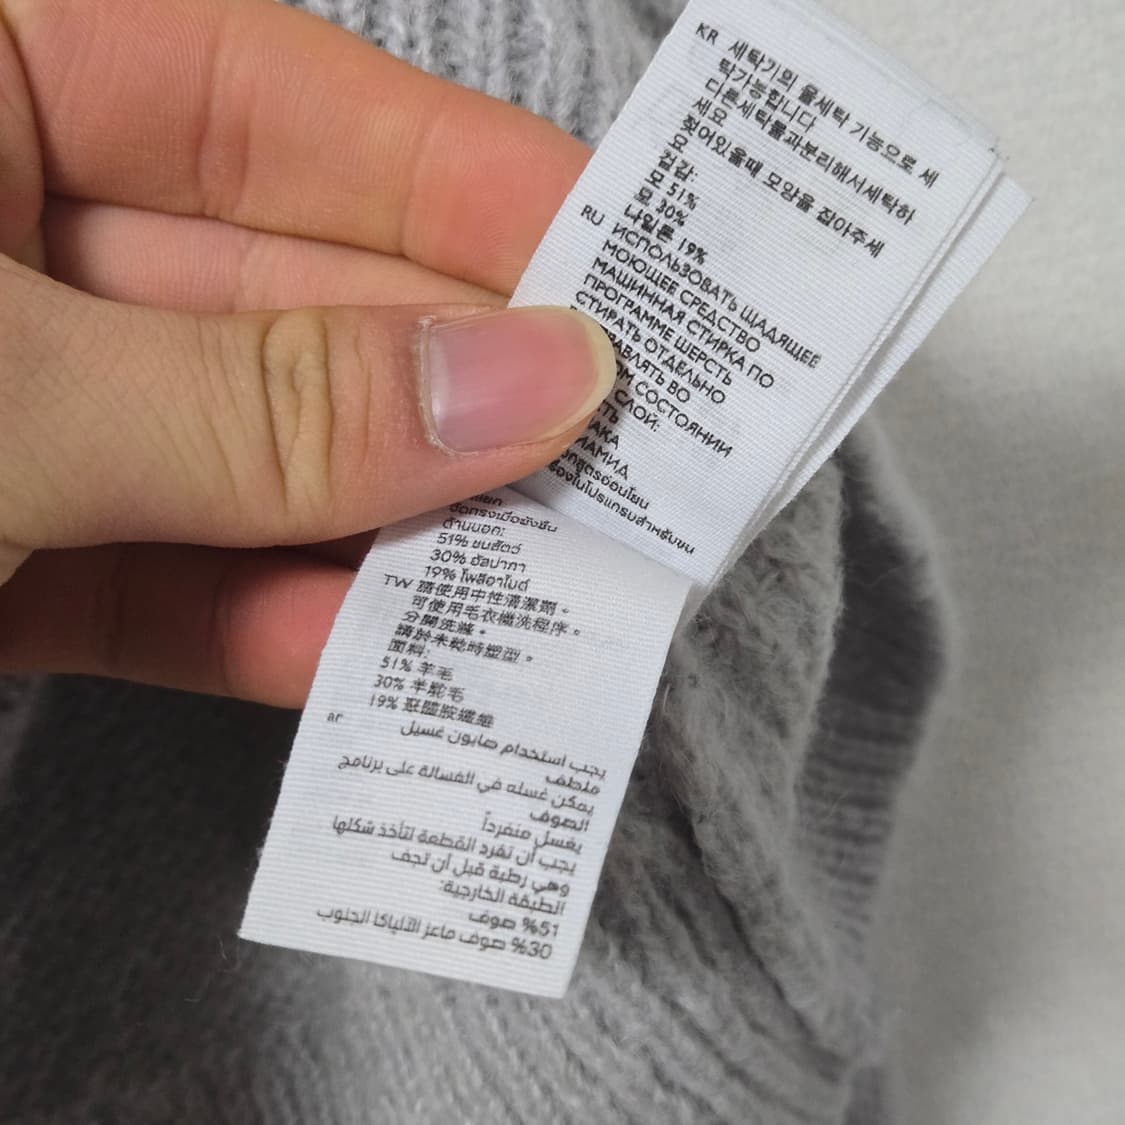 KR 세탁기의 울세탁 기능으로 세
탁가능합니다
다른세탁물과분리해서세탁하
세요
젖어있을때 모양을 잡아주세
요
겉감:
모 51%
모 30%
나일론 19%
RU ИСПОЛЬЗОВАТЬ ЩАДЯЩЕЕ
МОЮЩЕЕ СРЕДСТВО
МАШИННАЯ СТИРКА ПО
ПРОГРАММЕ ШЕРСТЬ
СТИРАТЬ ОТДЕЛЬНО
ВО
СОСТОЯНИИ
СЛОЙ:
ด้านนอก:
51% ขนสัตว์
30% อัลปากา
19% โพลีอาไมด์
TW 請使用中性清潔劑。
可使用毛衣機洗程序。
分開洗滌。
請於未乾時塑型。
面料:
51% 羊毛
30% 羊駝毛
19% 聚醯胺纖維
ar يجب استخدام صابون غسيل
ملطف
يمكن غسله في الغسالة على برنامج
الصوف
يغسل منفرداً
يجب أن تفرد القطعة لتأخذ شكلها
وهي رطبة قبل أن تجف
الطبقة الخارجية:
51% صوف
30% صوف ماعز الألباكا الجنوب